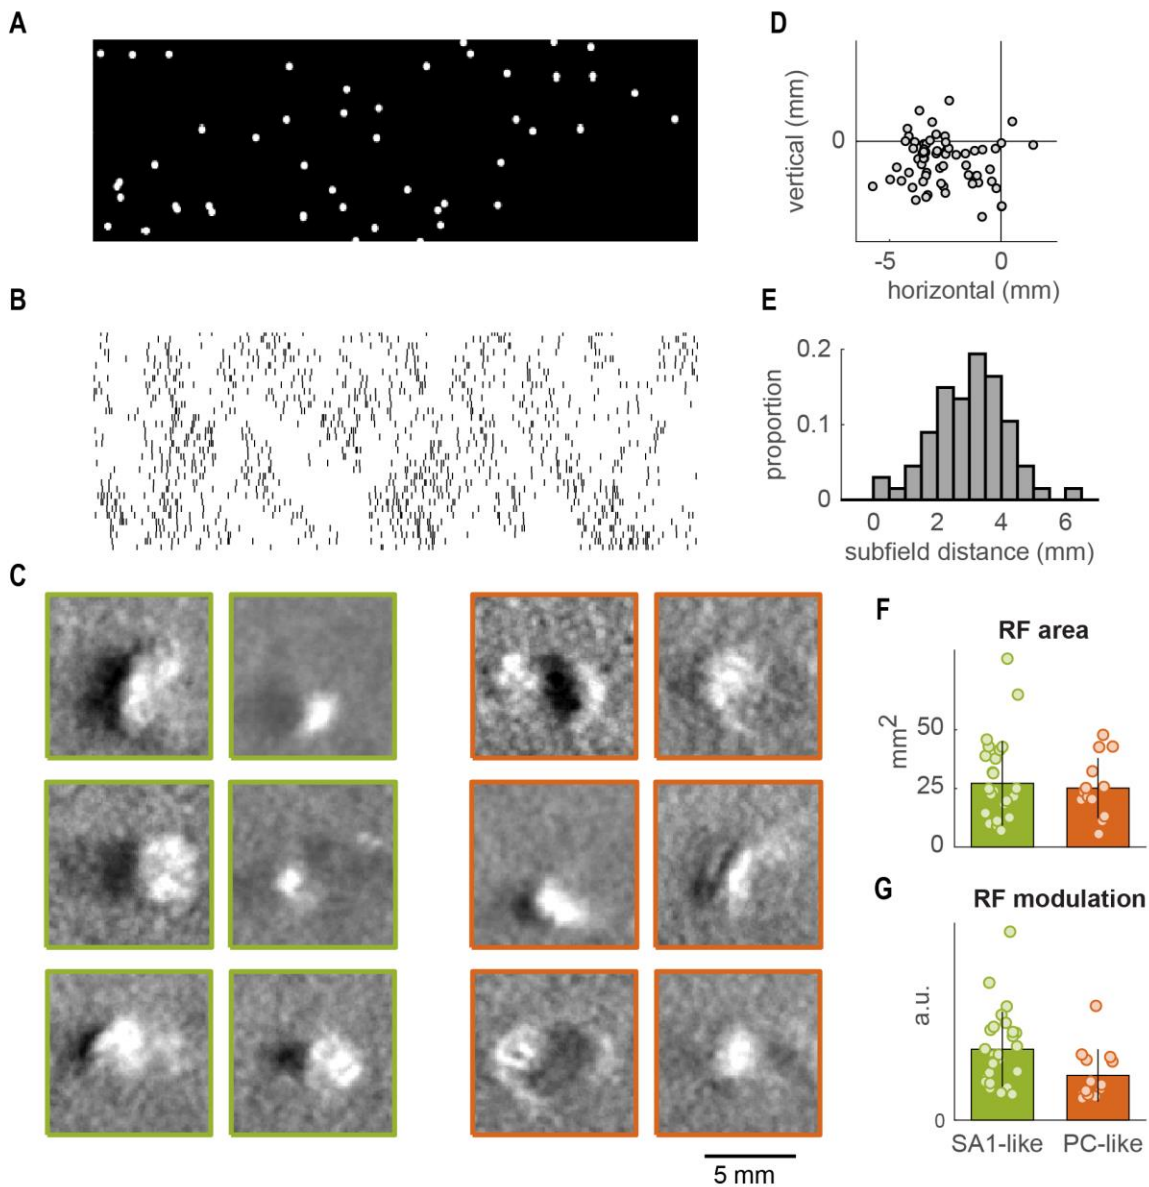 A
D
vertical (mm)
0
-5
0
horizontal (mm)
B
E
proportion
0.2
0.1
0
0
2
4
6
subfield distance (mm)
C
F
RF area
mm2
50
25
0
G
RF modulation
a.u.
0
SA1-like
PC-like
5 mm